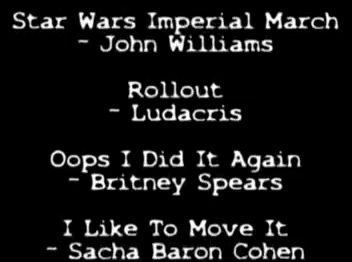 Star Wars Imperial March
- John Williams
Rollout
- Ludacris
Oops I Did It Again
- Britney Spears
I Like To Move It
- Sacha Baron Cohen